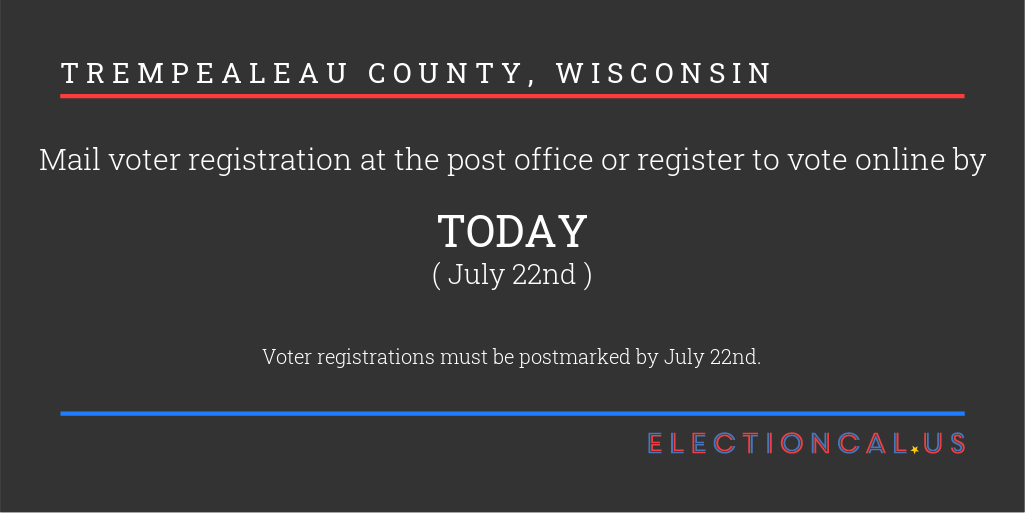 TREMPEALEAU COUNTY, WISCONSIN
Mail voter registration at the post office or register to vote online by
TODAY
( July 22nd )
Voter registrations must be postmarked by July 22nd.
ELECTIONCAL.US